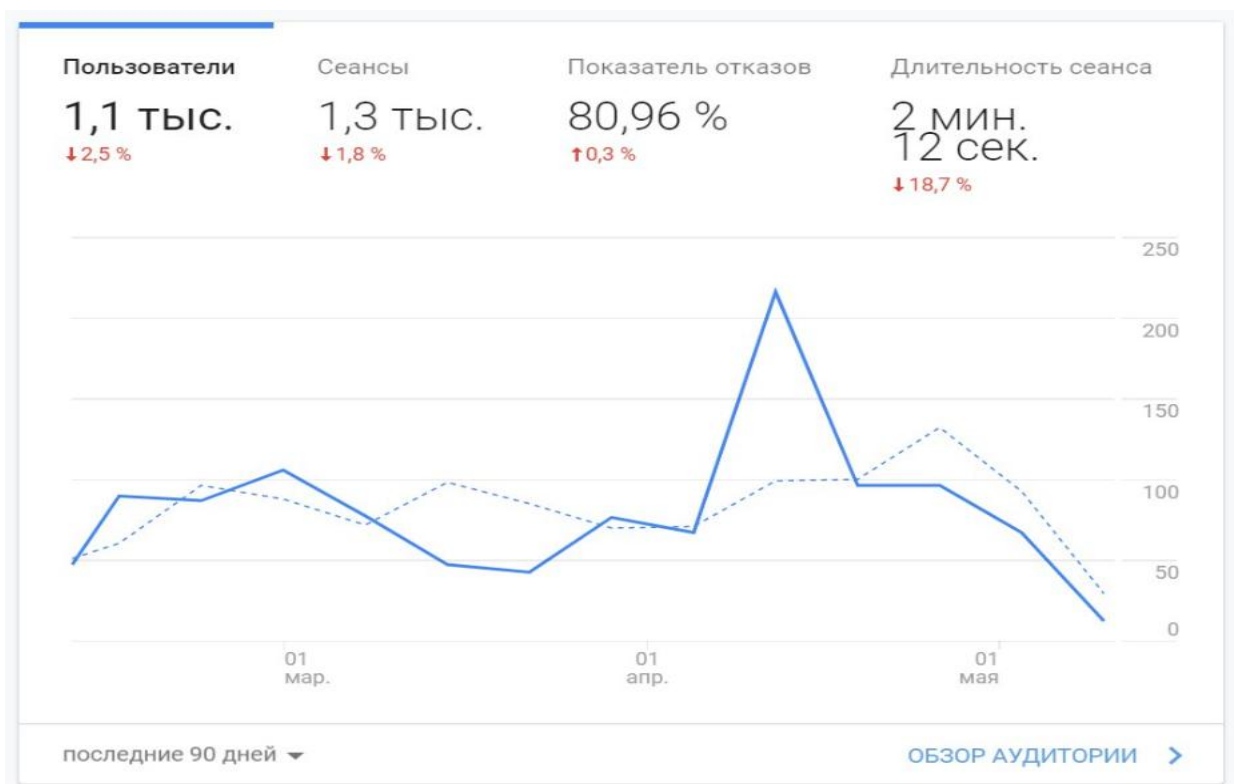 Пользователи
1,1 тыс.
↓2,5 %
Сеансы
1,3 тыс.
↓1,8 %
Показатель отказов
80,96 %
↑0,3 %
Длительность сеанса
2 мин.
12 сек.
↓18,7 %
250
200
150
100
50
0
01
мар.
01
апр.
01
мая
последние 90 дней
ОБЗОР АУДИТОРИИ